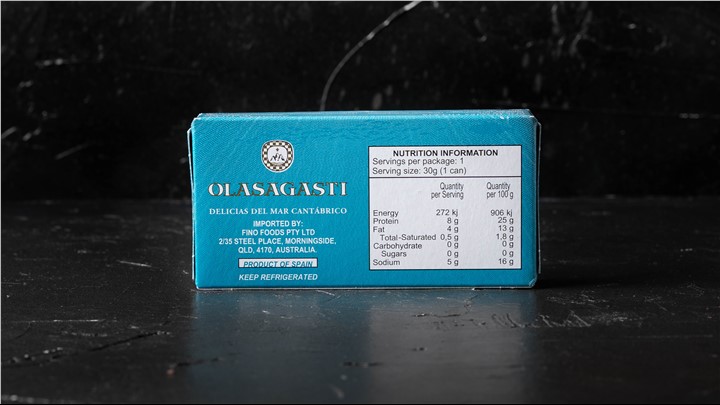 OLASAGASTI
DELICIAS DEL MAR CANTÁBRICO
IMPORTED BY:
FINO FOODS PTY LTD
2/35 STEEL PLACE, MORNINGSIDE,
QLD, 4170, AUSTRALIA.
PRODUCT OF SPAIN
KEEP REFRIGERATED
NUTRITION INFORMATION
Servings per package: 1
Serving size: 30g (1 can)
Quantity per Serving Quantity per 100 g
Energy 272 kj 906 kj
Protein 8 g 25 g
Fat 4 g 13 g
Total-Saturated 0,5 g 1,8 g
Carbohydrate 0 g 0 g
Sugars 0 g 0 g
Sodium 5 g 16 g